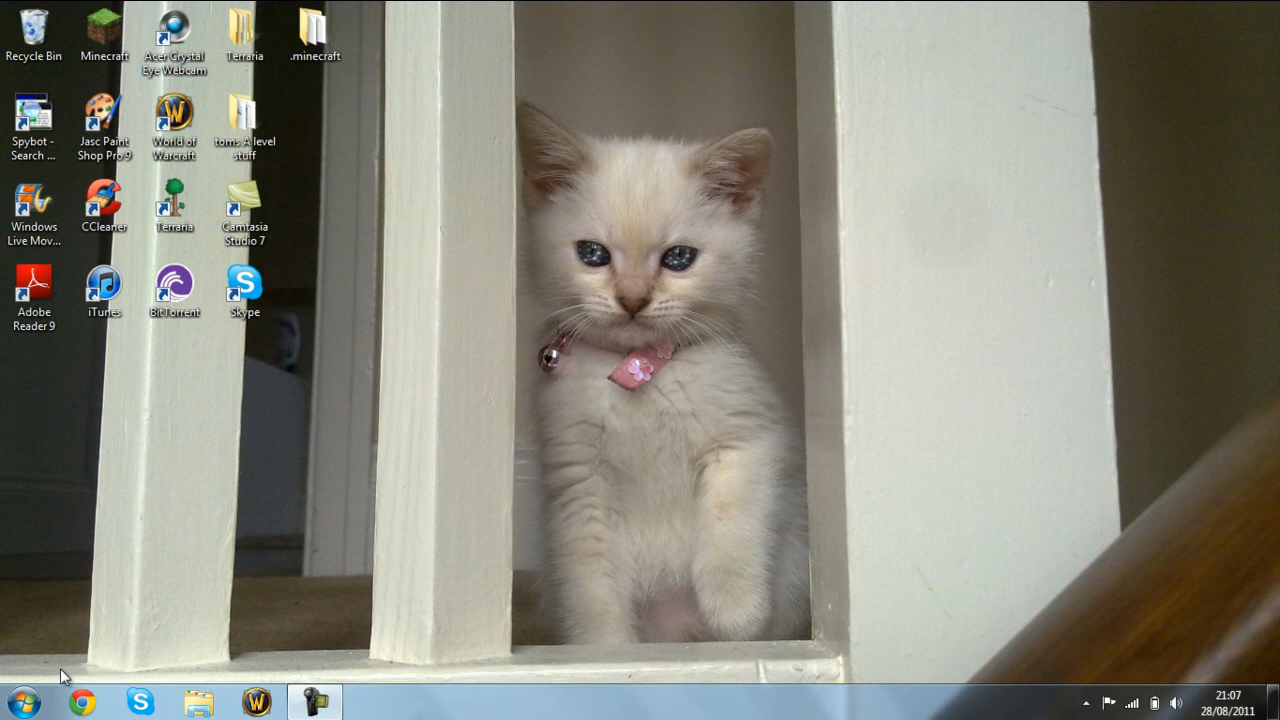 Recycle Bin
Minecraft
Acer Crystal
Eye Webcam
Terraria
.minecraft
Spybot -
Search ...
Jasc Paint
Shop Pro 9
World of
Warcraft
toms A level
stuff
Windows
Live Mov...
CCleaner
Terraria
Camtasia
Studio 7
Adobe
Reader 9
iTunes
BitTorrent
Skype
21:07
28/08/2011